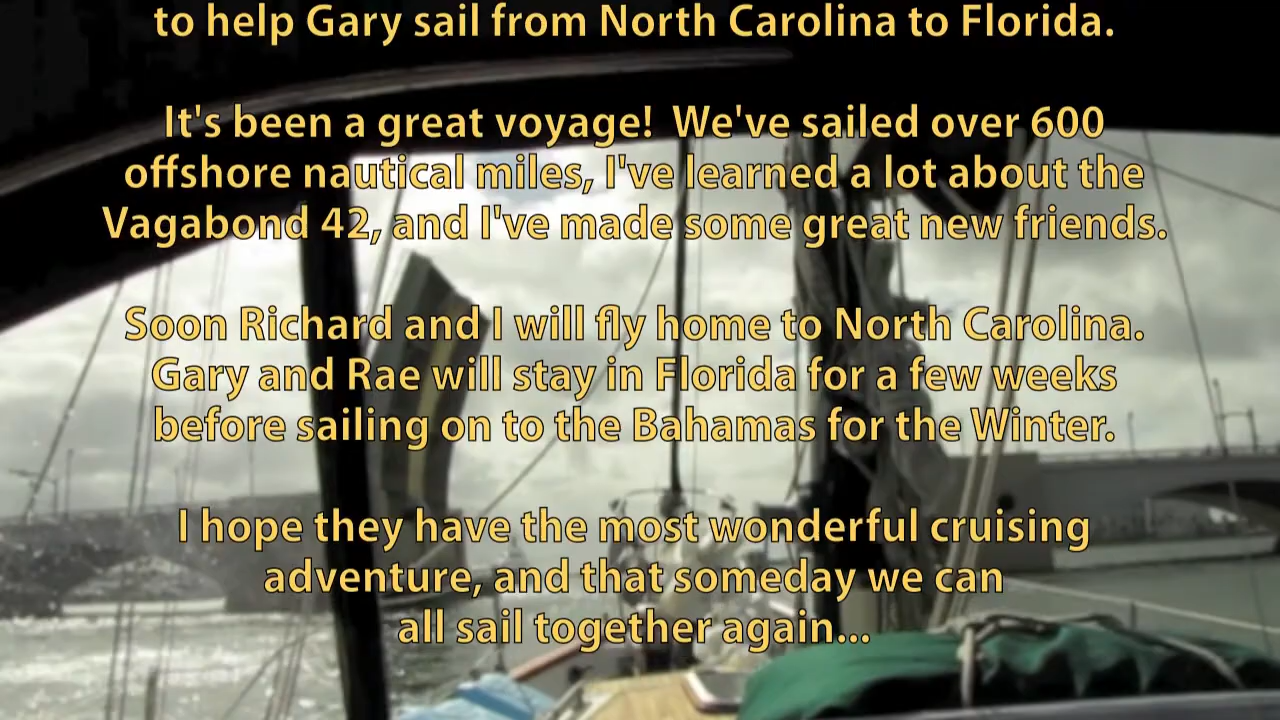 to help Gary sail from North Carolina to Florida.
It's been a great voyage!  We've sailed over 600
offshore nautical miles, I've learned a lot about the
Vagabond 42, and I've made some great new friends.
Soon Richard and I will fly home to North Carolina.
Gary and Rae will stay in Florida for a few weeks
before sailing on to the Bahamas for the Winter.
I hope they have the most wonderful cruising
adventure, and that someday we can
all sail together again...